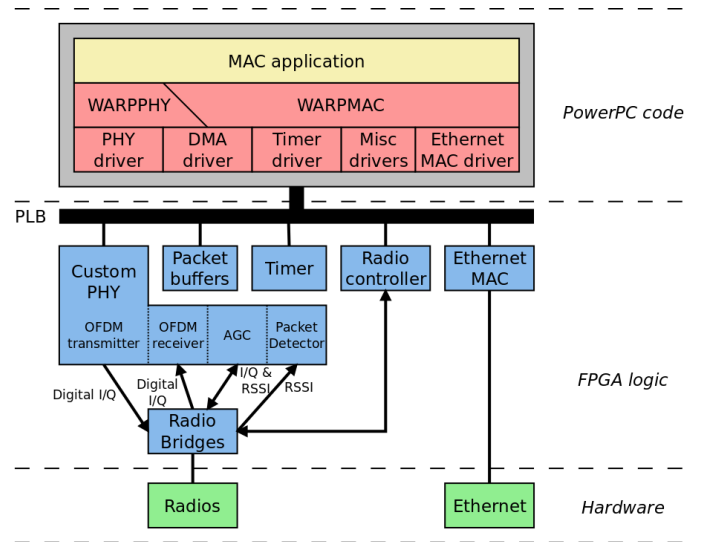 MAC application
WARPPHY
WARPMAC
PowerPC code
PHY
driver
DMA
driver
Timer
driver
Misc
drivers
Ethernet
MAC driver
PLB
Custom
PHY
Packet
buffers
Timer
Radio
controller
Ethernet
MAC
OFDM
transmitter
OFDM
receiver
AGC
Packet
Detector
Digital I/Q
Digital
I/Q
I/Q &
RSSI
RSSI
FPGA logic
Radio
Bridges
Radios
Ethernet
Hardware